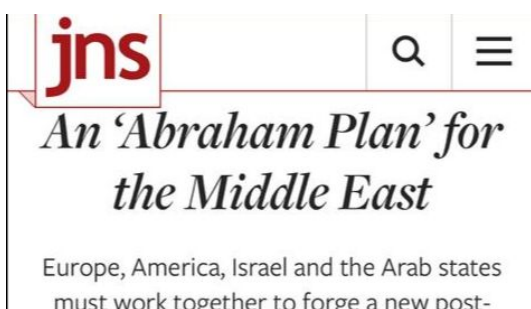 jns
An ‘Abraham Plan’ for
the Middle East
Europe, America, Israel and the Arab states
must work together to forge a new post-